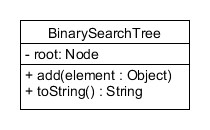 BinarySearchTree
- root: Node
+ add(element : Object)
+ toString() : String